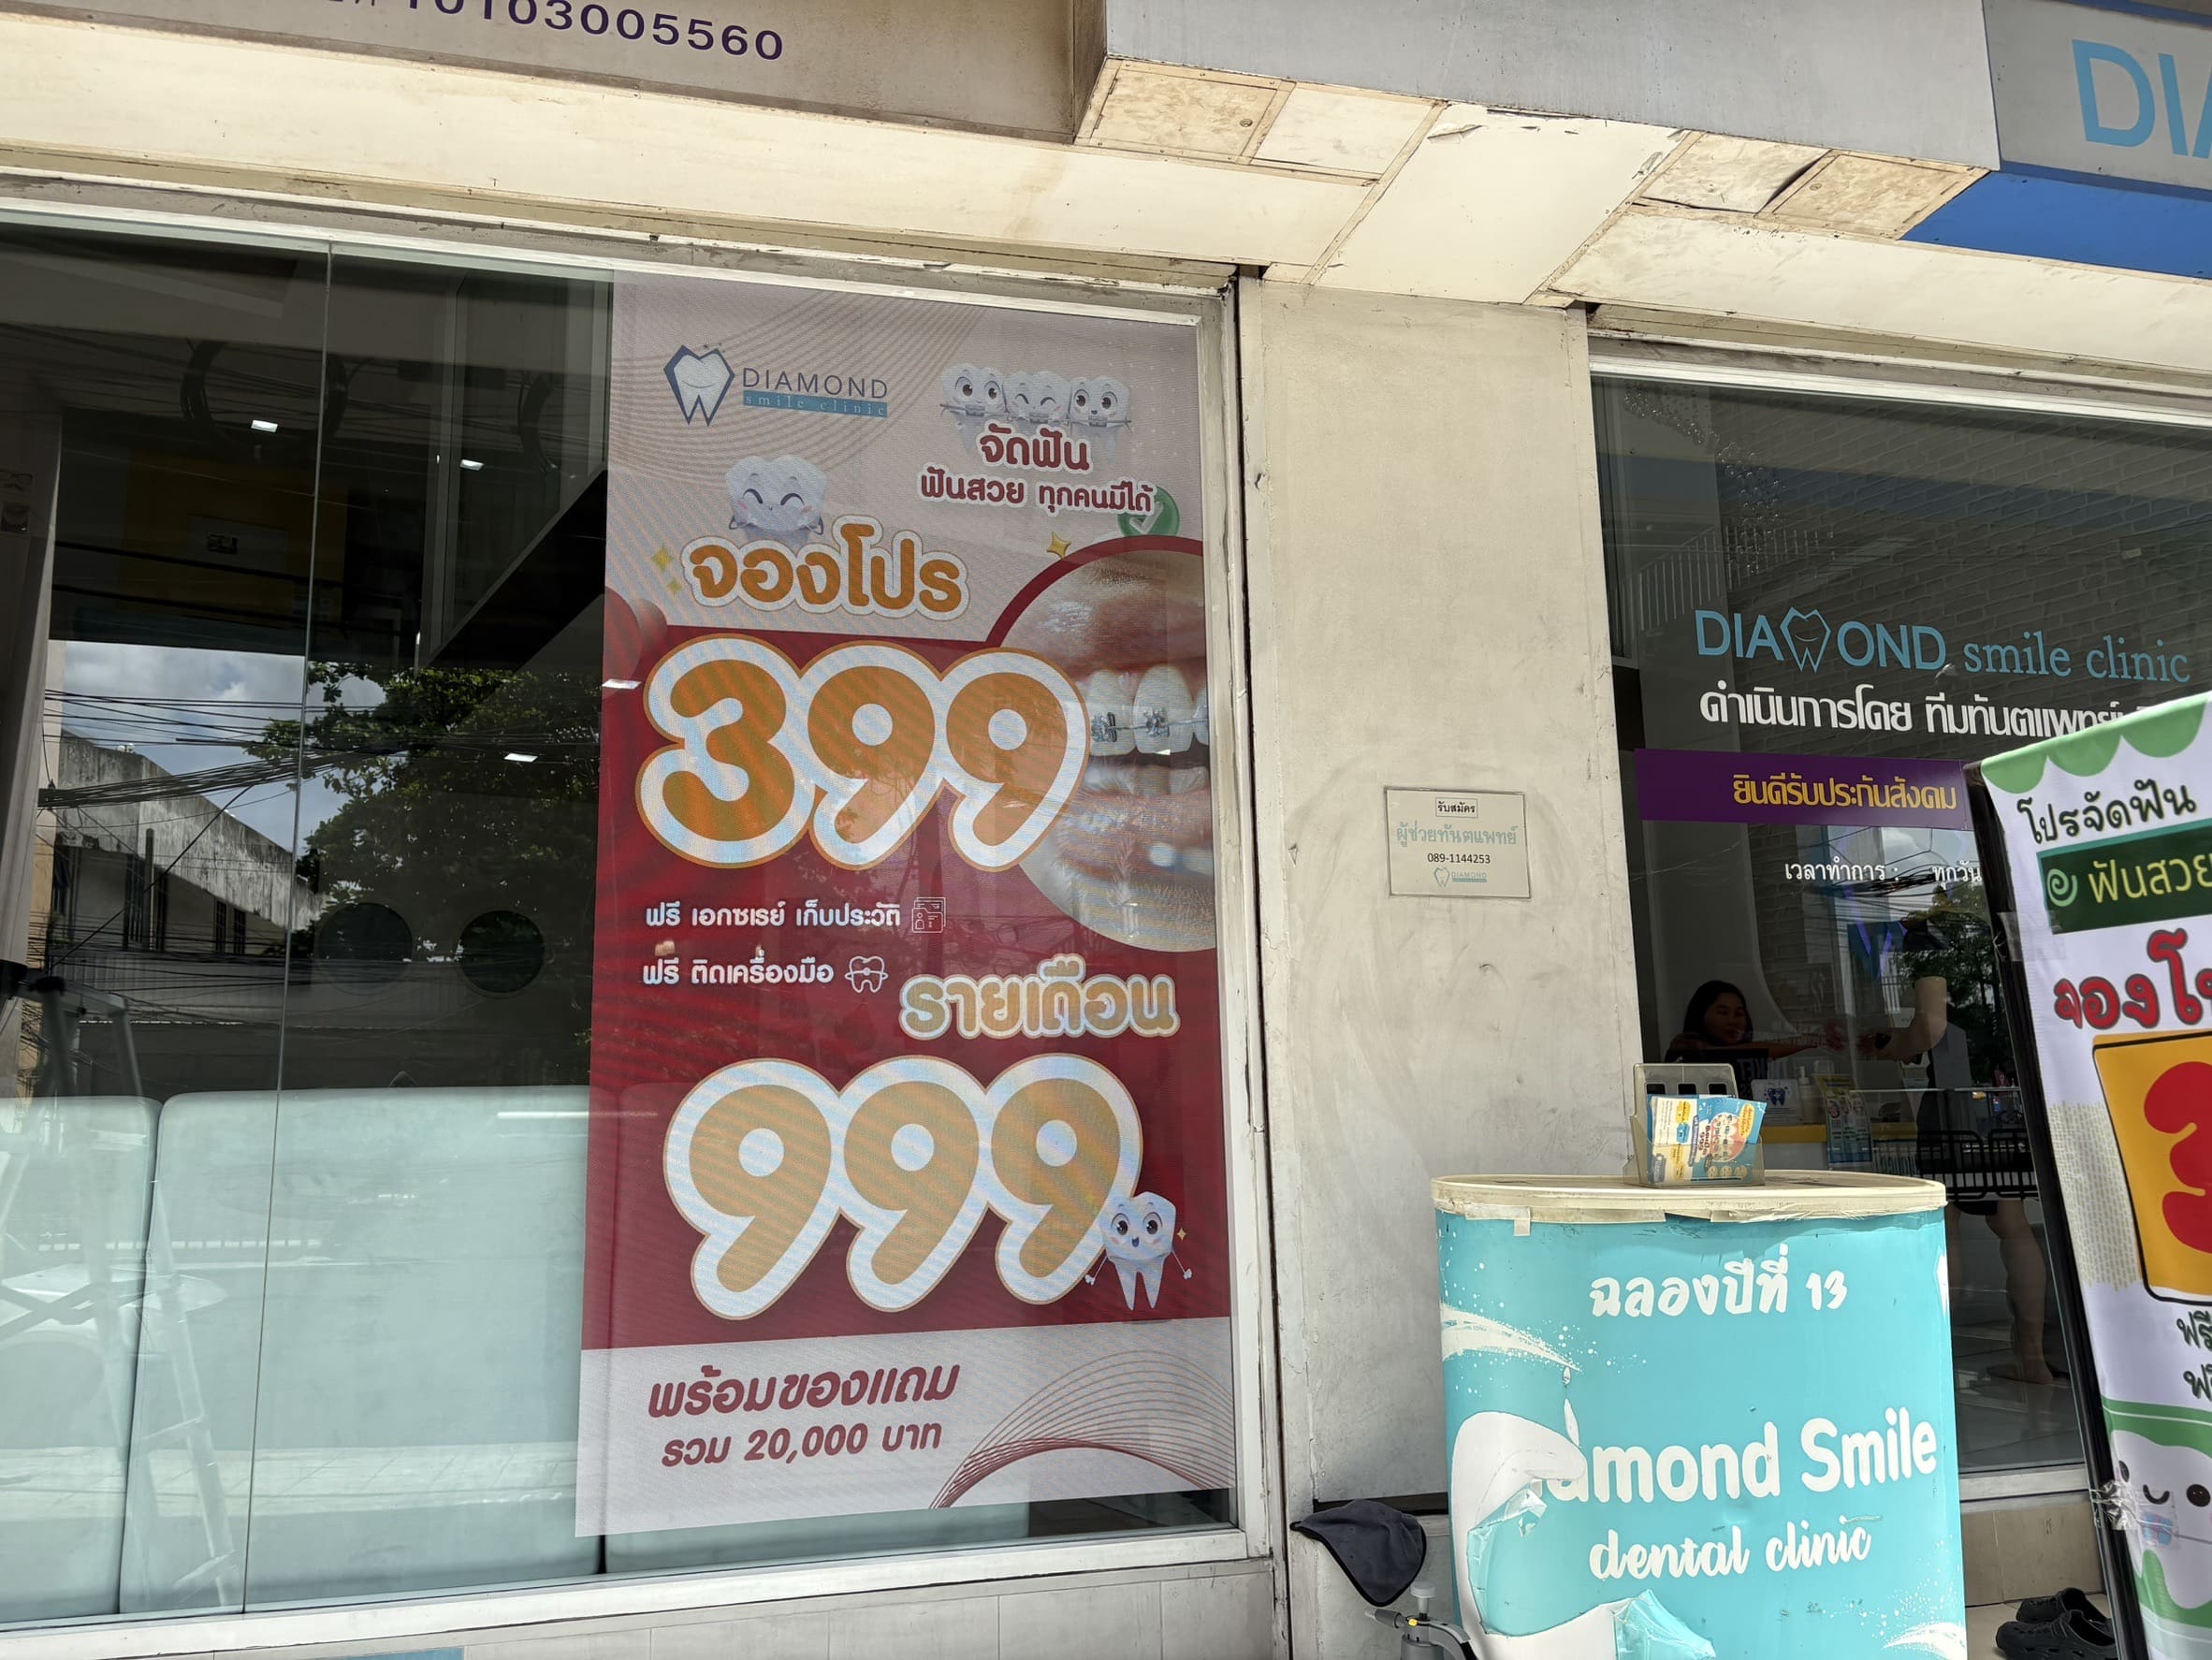 10103005560
DIAMOND
smile clinic
จัดฟัน
ฟันสวย ทุกคนมีได้
จองโปร
399
ฟรี เอกซเรย์ เก็บประวัติ
ฟรี ติดเครื่องมือ
รายเดือน
999
พร้อมของแถม
รวม 20,000 บาท
รับสมัคร
ผู้ช่วยทันตแพทย์
089-1144253
DIAMOND
DIAMOND smile clinic
ดำเนินการโดย ทีมทันตแพทย์
ยินดีรับประกันสังคม
เวลาทำการ : ทุกวัน
โปรจัดฟัน
ฟันสวย
ฉลองปีที่ 13
amond Smile
dental clinic